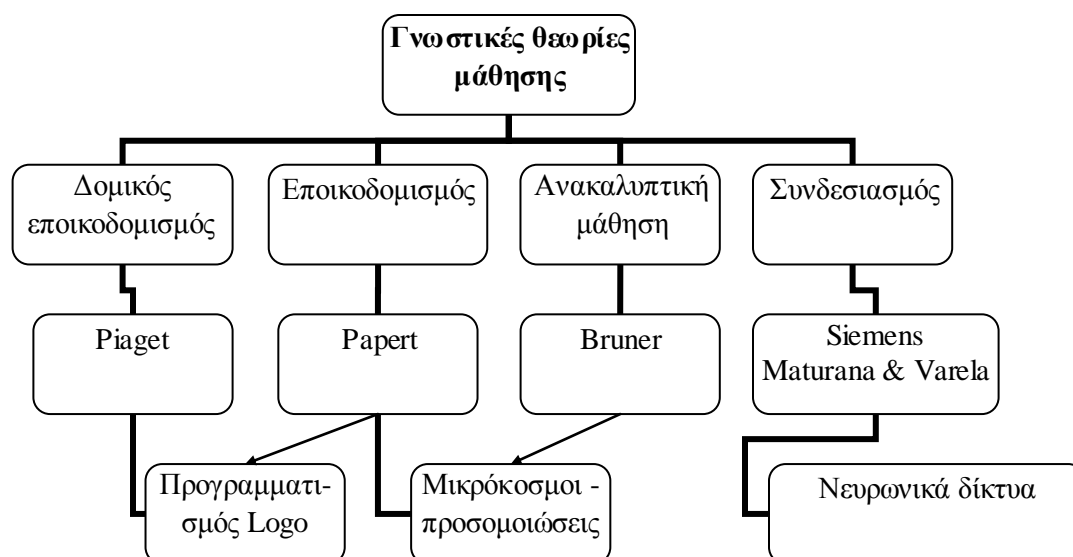 Γνωστικές θεωρίες
μάθησης
Δομικός
εποικοδομισμός
Εποικοδομισμός
Ανακαλυπτική
μάθηση
Συνδεσιασμός
Piaget
Papert
Bruner
Siemens
Maturana & Varela
Προγραμματι-
σμός Logo
Μικρόκοσμοι -
προσομοιώσεις
Νευρωνικά δίκτυα